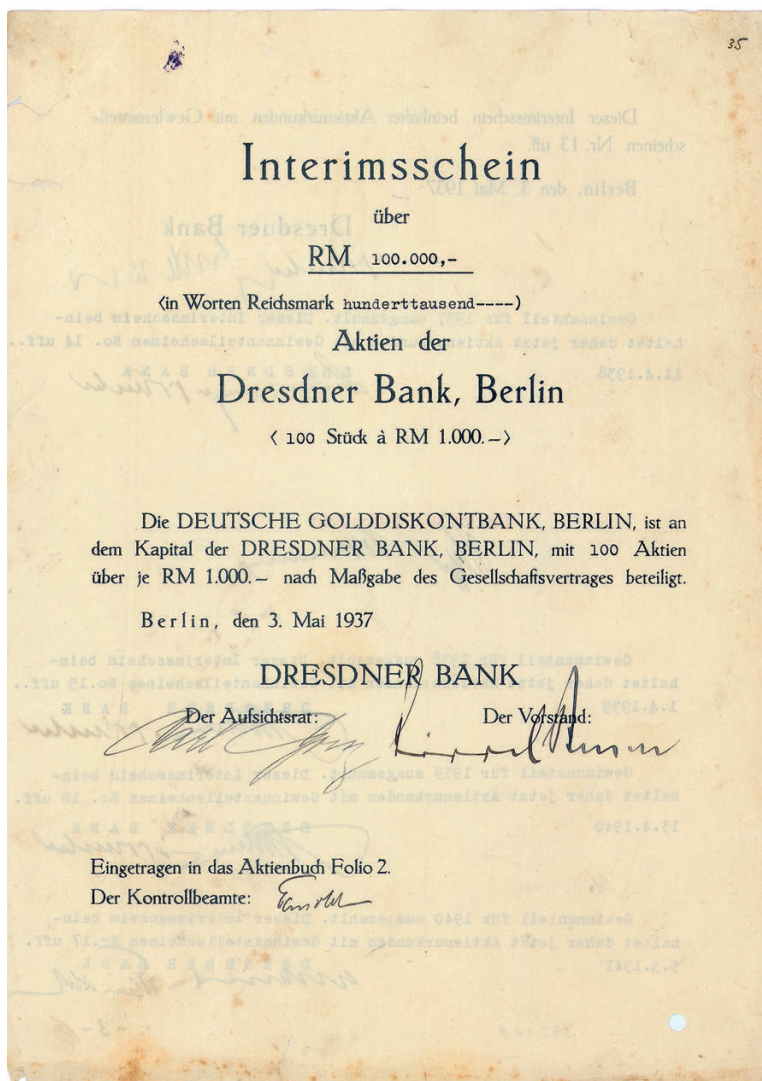 35
Interimsschein
über
RM 100.000,-
(in Worten Reichsmark hunderttausend----)
Aktien der
Dresdner Bank, Berlin
( 100 Stück à RM 1.000.— )
Die DEUTSCHE GOLDDISKONTBANK, BERLIN, ist an
dem Kapital der DRESDNER BANK, BERLIN, mit 100 Aktien
über je RM 1.000.— nach Maßgabe des Gesellschaftsvertrages beteiligt.
Berlin, den 3. Mai 1937
DRESDNER BANK
Der Aufsichtsrat: Der Vorstand:
Eingetragen in das Aktienbuch Folio 2.
Der Kontrollbeamte: